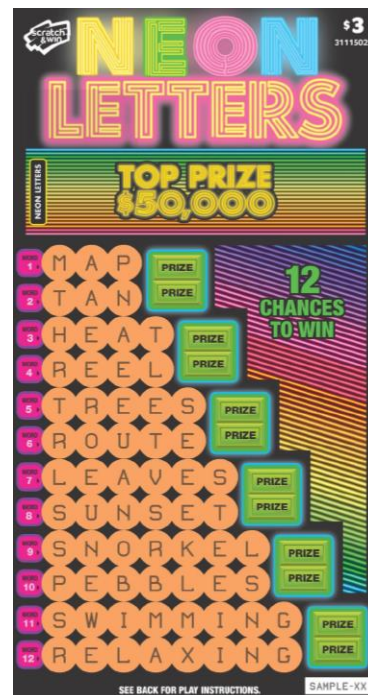 scratch
& win
$3
3111502
NEON
LETTERS
NEON LETTERS
TOP PRIZE
$50,000
12
CHANCES
TO WIN
WORD 1 MAP PRIZE
WORD 2 TAN PRIZE
WORD 3 HEAT PRIZE
WORD 4 REEL PRIZE
WORD 5 TREES PRIZE
WORD 6 ROUTE PRIZE
WORD 7 LEAVES PRIZE
WORD 8 SUNSET PRIZE
WORD 9 SNORKEL PRIZE
WORD 10 PEBBLES PRIZE
WORD 11 SWIMMING PRIZE
WORD 12 RELAXING PRIZE
SEE BACK FOR PLAY INSTRUCTIONS.
SAMPLE-XX